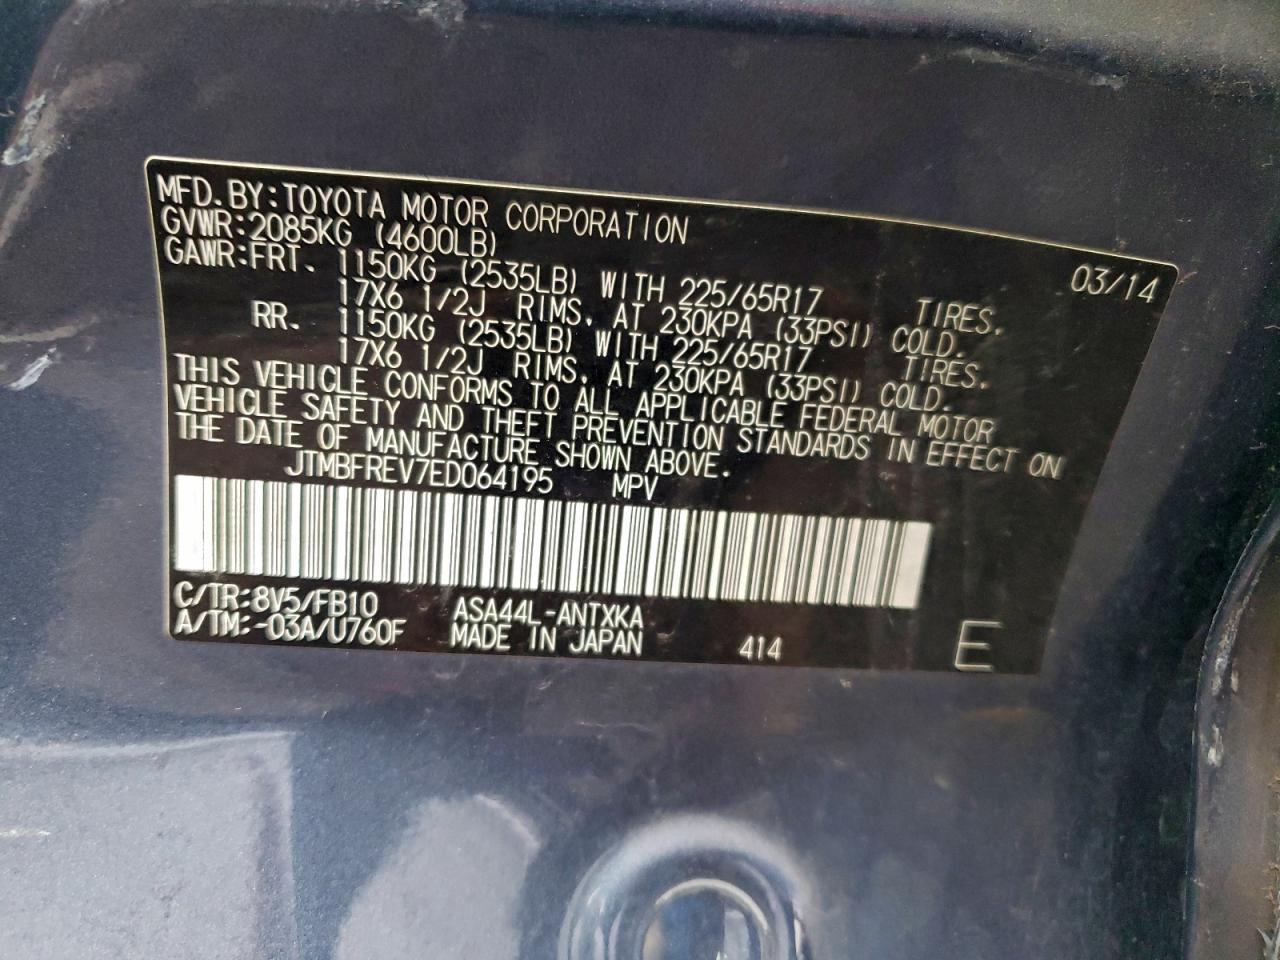 MFD.BY:TOYOTA MOTOR CORPORATION 03/14
GVWR:2085KG (4600LB)
GAWR:FRT. 1150KG (2535LB) WITH 225/65R17 TIRES.
17X6 1/2J RIMS, AT 230KPA (33PSI) COLD.
RR. 1150KG (2535LB) WITH 225/65R17 TIRES.
17X6 1/2J RIMS, AT 230KPA (33PSI) COLD.
THIS VEHICLE CONFORMS TO ALL APPLICABLE FEDERAL MOTOR
VEHICLE SAFETY AND THEFT PREVENTION STANDARDS IN EFFECT ON
THE DATE OF MANUFACTURE SHOWN ABOVE.
JTMBFREV7ED064195 MPV
C/TR:8V5/FB10 ASA44L-ANTXKA
A/TM:-03A/U760F MADE IN JAPAN 414 E